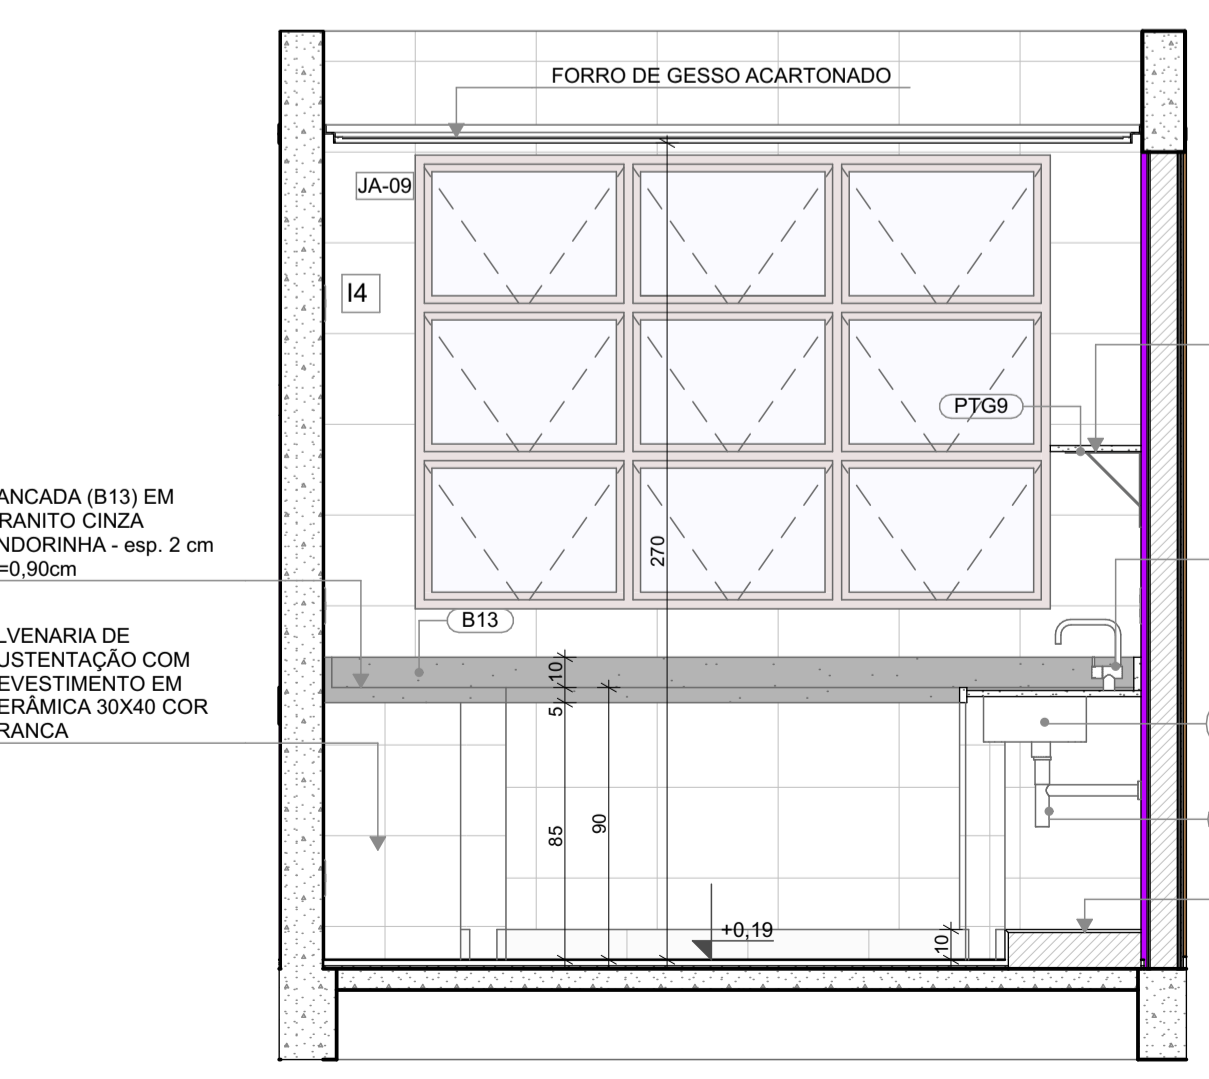 FORRO DE GESSO ACARTONADO
JA-09
I4
PTG9
ANCADA (B13) EM
RANITO CINZA
NDORINHA - esp. 2 cm
=0,90cm
270
B13
LVENARIA DE
USTENTAÇÃO COM
EVESTIMENTO EM
ERÂMICA 30X40 COR
RANCA
10
5
85
90
+0,19
10